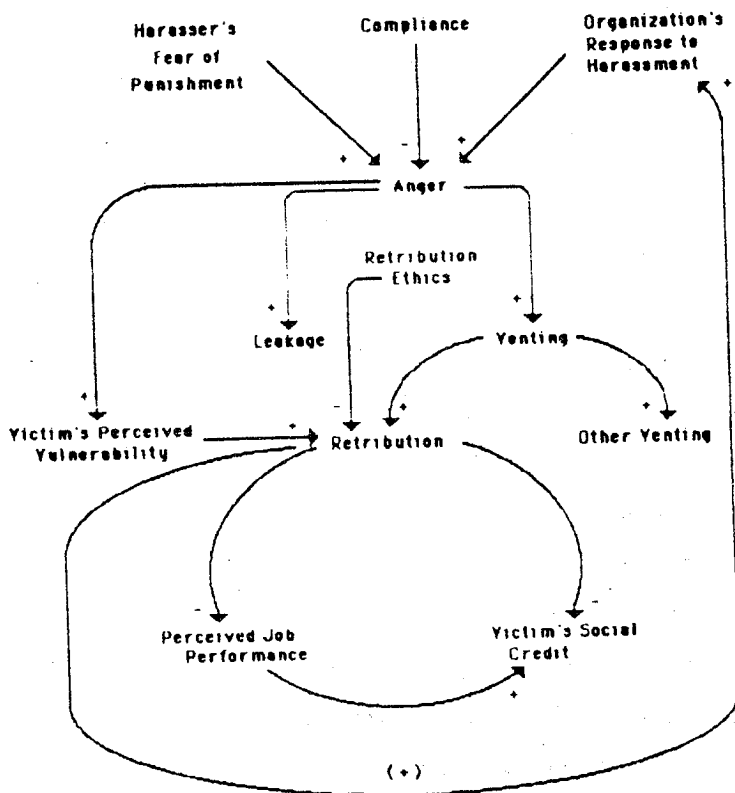 Harasser's
Fear of
Punishment
Compliance
Organization's
Response to
Harassment
+
+
-
+
Anger
Retribution
Ethics
+
+
Leakage
Venting
+
-
+
+
+
Victim's Perceived
Vulnerability
Retribution
Other Venting
-
-
Perceived Job
Performance
Victim's Social
Credit
+
(+)